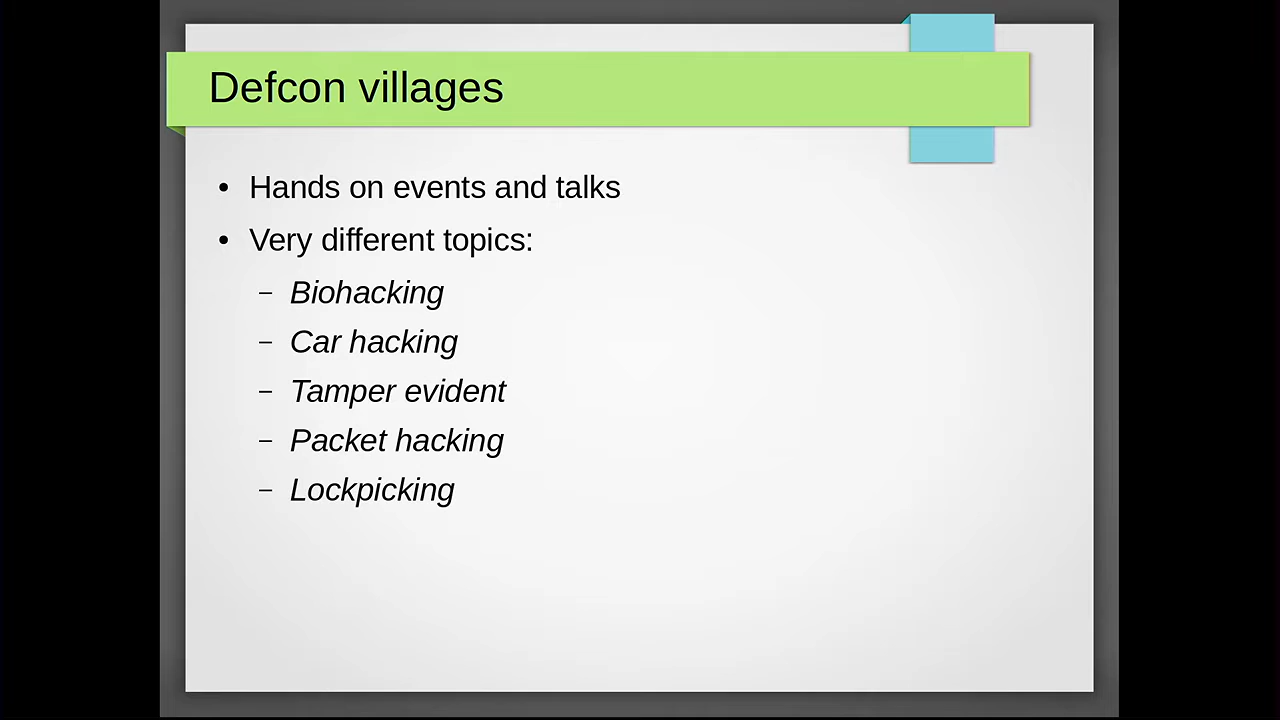 Defcon villages
• Hands on events and talks
• Very different topics:
– Biohacking
– Car hacking
– Tamper evident
– Packet hacking
– Lockpicking